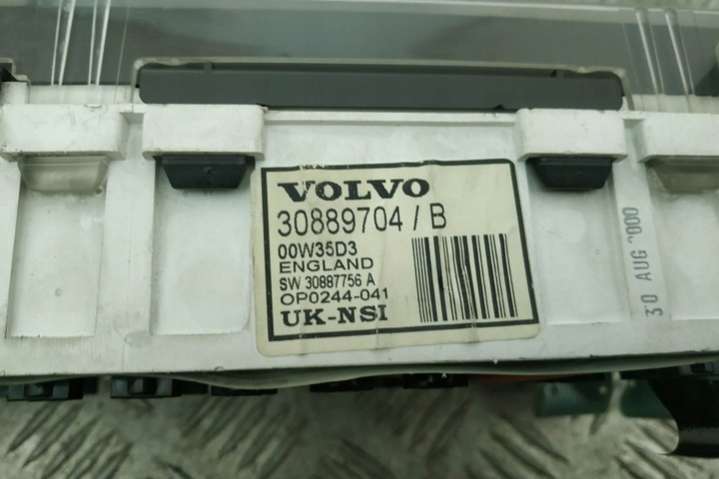 VOLVO
30889704 / B
00W35D3
ENGLAND
SW 30887756 A
OP0244-041
UK-NSI
30 AUG 2000